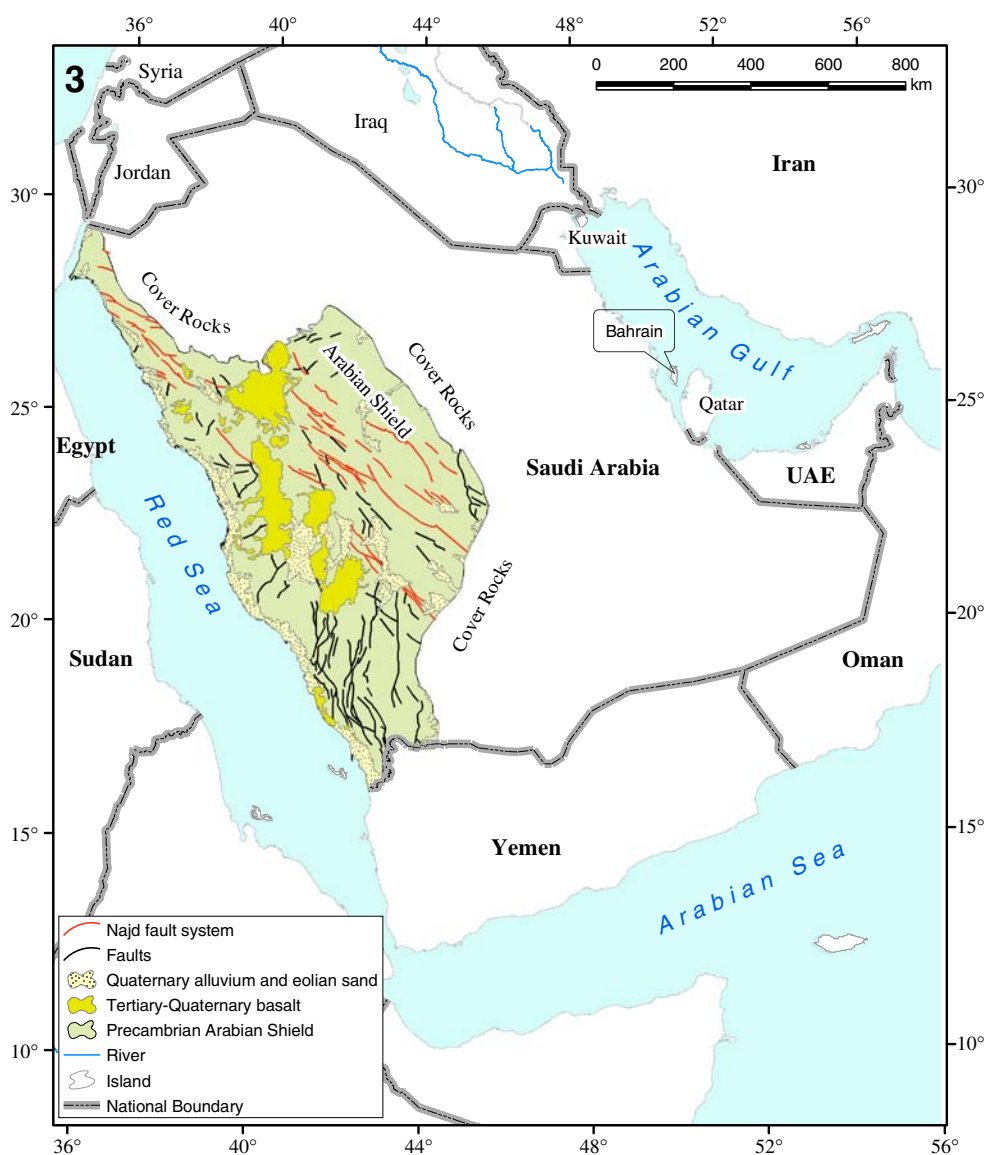 36° 40° 44° 48° 52° 56°
3
0 200 400 600 800
km
Syria
Iraq
Iran
Jordan
30° 30°
Kuwait
Arabian Gulf
Cover Rocks
Bahrain
Arabian Shield
Cover Rocks
Qatar
25° 25°
Egypt
Saudi Arabia
UAE
Red Sea
Cover Rocks
20° 20°
Sudan
Oman
15° 15°
Yemen
Arabian Sea
Najd fault system
Faults
Quaternary alluvium and eolian sand
Tertiary-Quaternary basalt
Precambrian Arabian Shield
River
Island
National Boundary
10° 10°
36° 40° 44° 48° 52° 56°